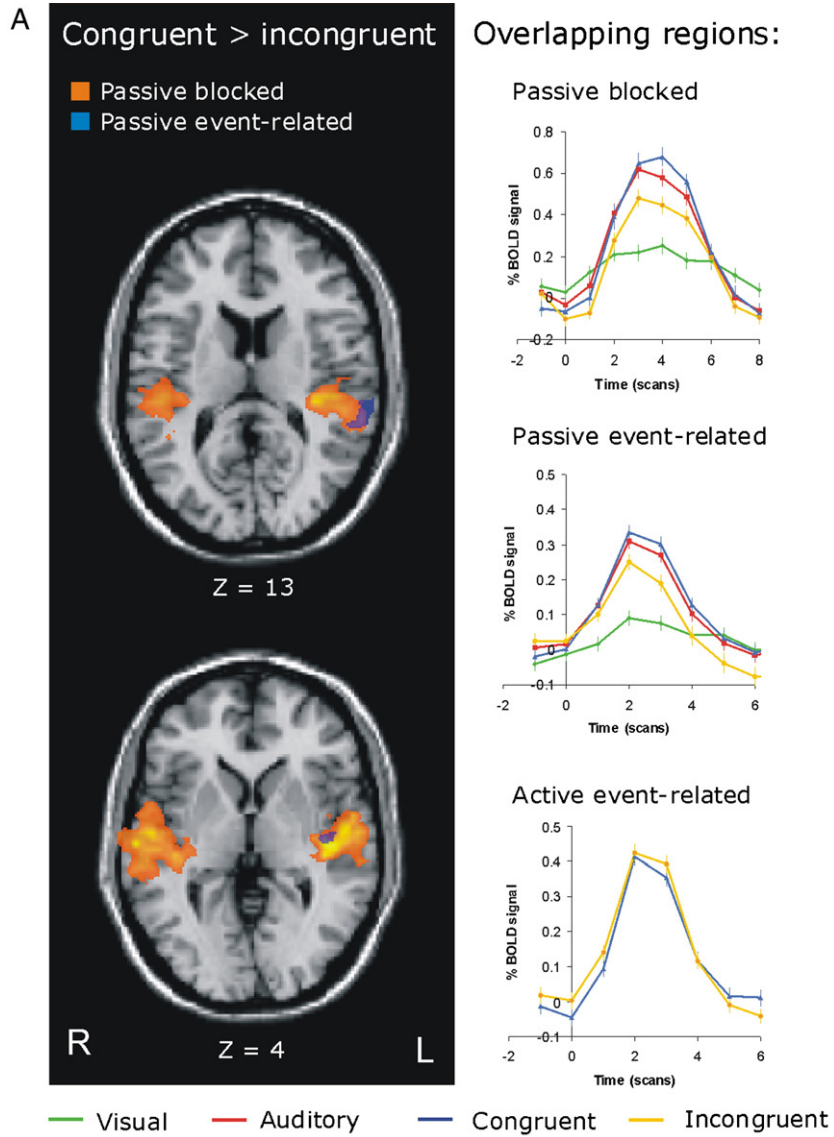 A
Congruent > incongruent
Passive blocked
Passive event-related
Z = 13
Z = 4
R
L
Overlapping regions:
Passive blocked
% BOLD signal
0.8
0.6
0.4
0.2
0
-0.2
-2 0 2 4 6 8
Time (scans)
Passive event-related
% BOLD signal
0.5
0.4
0.3
0.2
0.1
0
-0.1
-2 0 2 4 6
Time (scans)
Active event-related
% BOLD signal
0.5
0.4
0.3
0.2
0.1
0
-0.1
-2 0 2 4 6
Time (scans)
Visual Auditory Congruent Incongruent